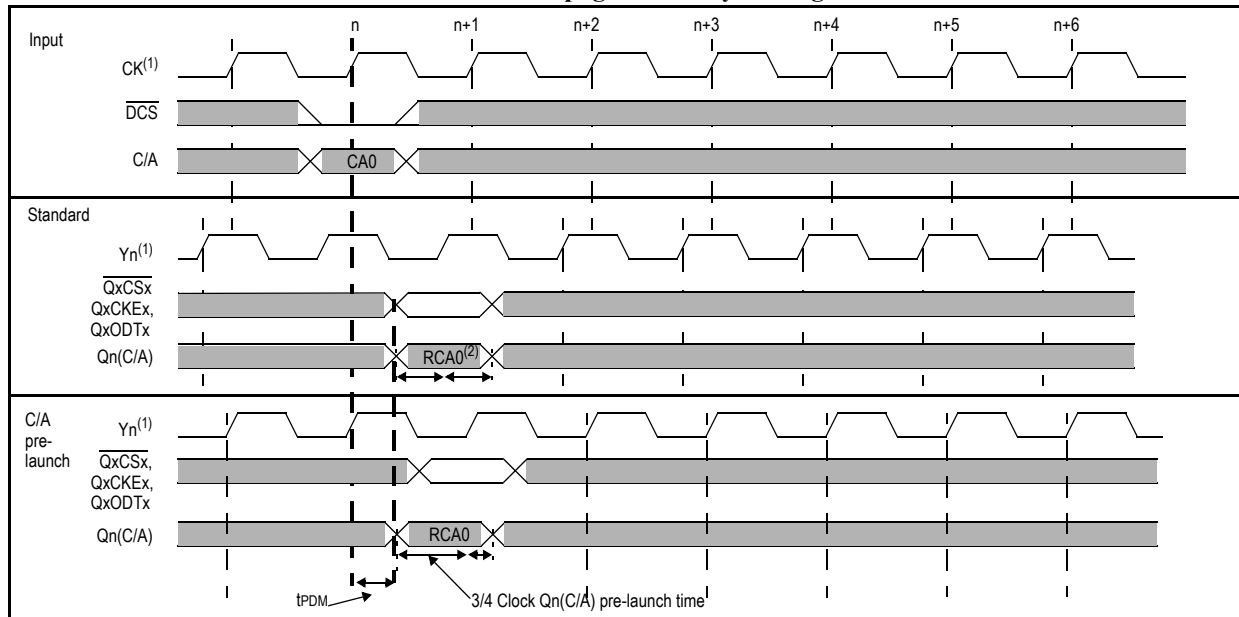 n n+1 n+2 n+3 n+4 n+5 n+6
Input
CK(1)
DCS
C/A CA0
Standard
Yn(1)
QxCSx
QxCKEx,
QxODTx
Qn(C/A) RCA0(2)
C/A
pre-
launch
Yn(1)
QxCSx,
QxCKEx,
QxODTx
Qn(C/A) RCA0
tPDM 3/4 Clock Qn(C/A) pre-launch time